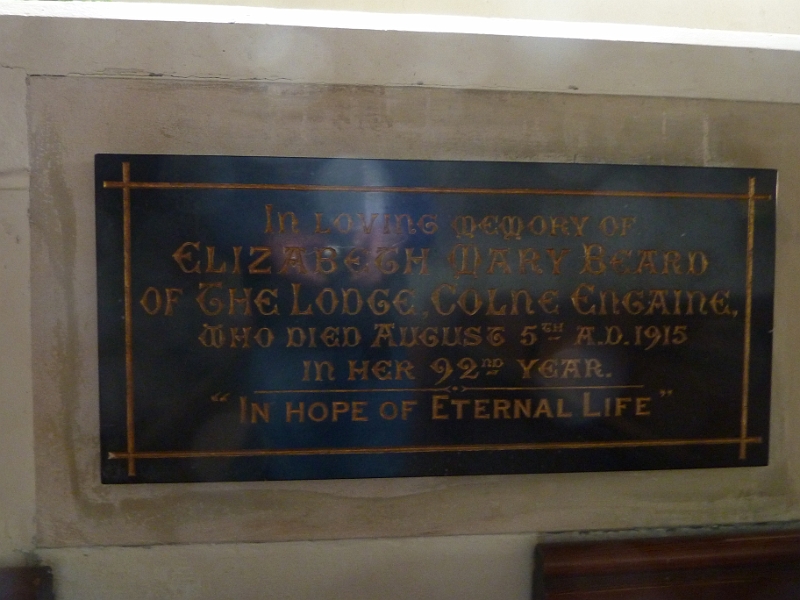 In loving memory of
Elizabeth Mary Beard
of The Lodge, Colne Engaine,
who died August 5th A.D. 1915
in her 92nd year.
"In hope of Eternal Life"